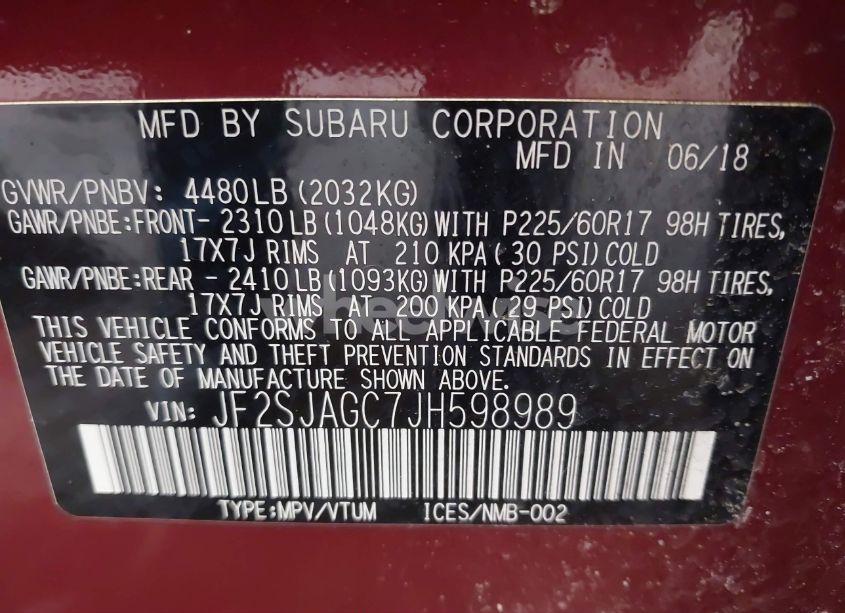 MFD BY SUBARU CORPORATION
MFD IN 06/18
GVWR/PNBV: 4480LB (2032KG)
GAWR/PNBE:FRONT- 2310 LB (1048KG) WITH P225/60R17 98H TIRES,
17X7J RIMS AT 210 KPA ( 30 PSI) COLD
GAWR/PNBE:REAR - 2410 LB (1093KG) WITH P225/60R17 98H TIRES,
17X7J RIMS AT 200 KPA (29 PSI) COLD
THIS VEHICLE CONFORMS TO ALL APPLICABLE FEDERAL MOTOR
VEHICLE SAFETY AND THEFT PREVENTION STANDARDS IN EFFECT ON
THE DATE OF MANUFACTURE SHOWN ABOVE.
VIN: JF2SJAGC7JH598989
TYPE:MPV/VTUM ICES/NMB-002